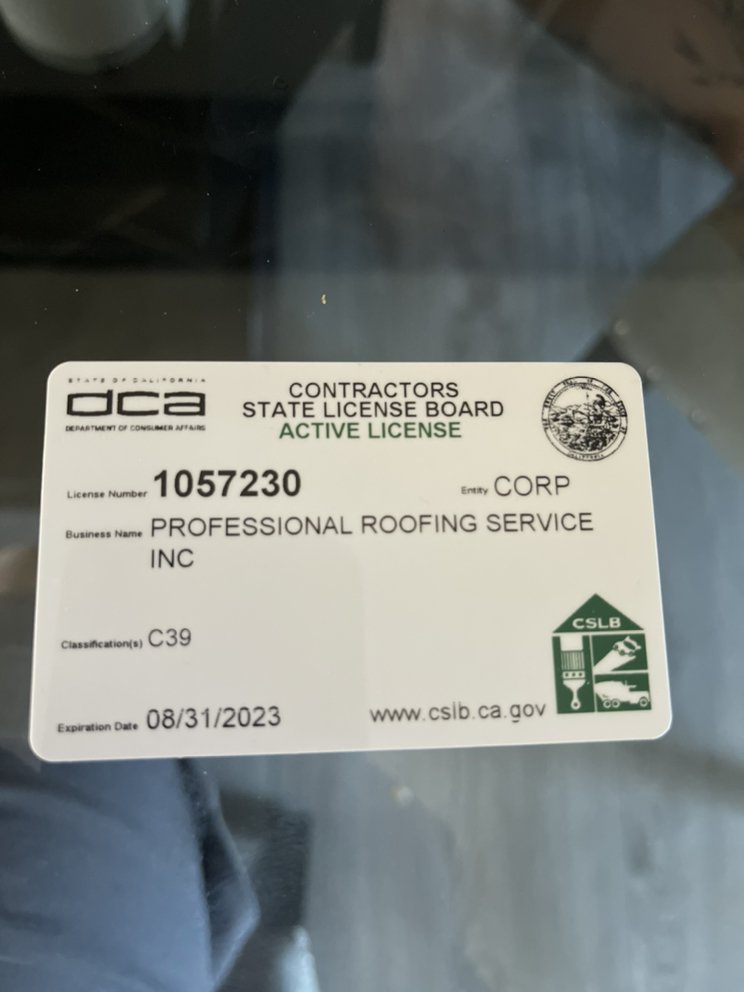 STATE OF CALIFORNIA
dca
DEPARTMENT OF CONSUMER AFFAIRS
CONTRACTORS
STATE LICENSE BOARD
ACTIVE LICENSE
License Number 1057230
Entity CORP
Business Name PROFESSIONAL ROOFING SERVICE
INC
Classification(s) C39
CSLB
Expiration Date 08/31/2023
www.cslb.ca.gov